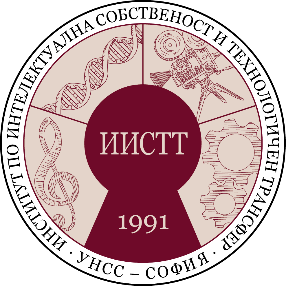 ИНСТИТУТ ПО ИНТЕЛЕКТУАЛНА СОБСТВЕНОСТ И ТЕХНОЛОГИЧЕН ТРАНСФЕР
· УНСС – СОФИЯ ·
ИИСТТ
1991